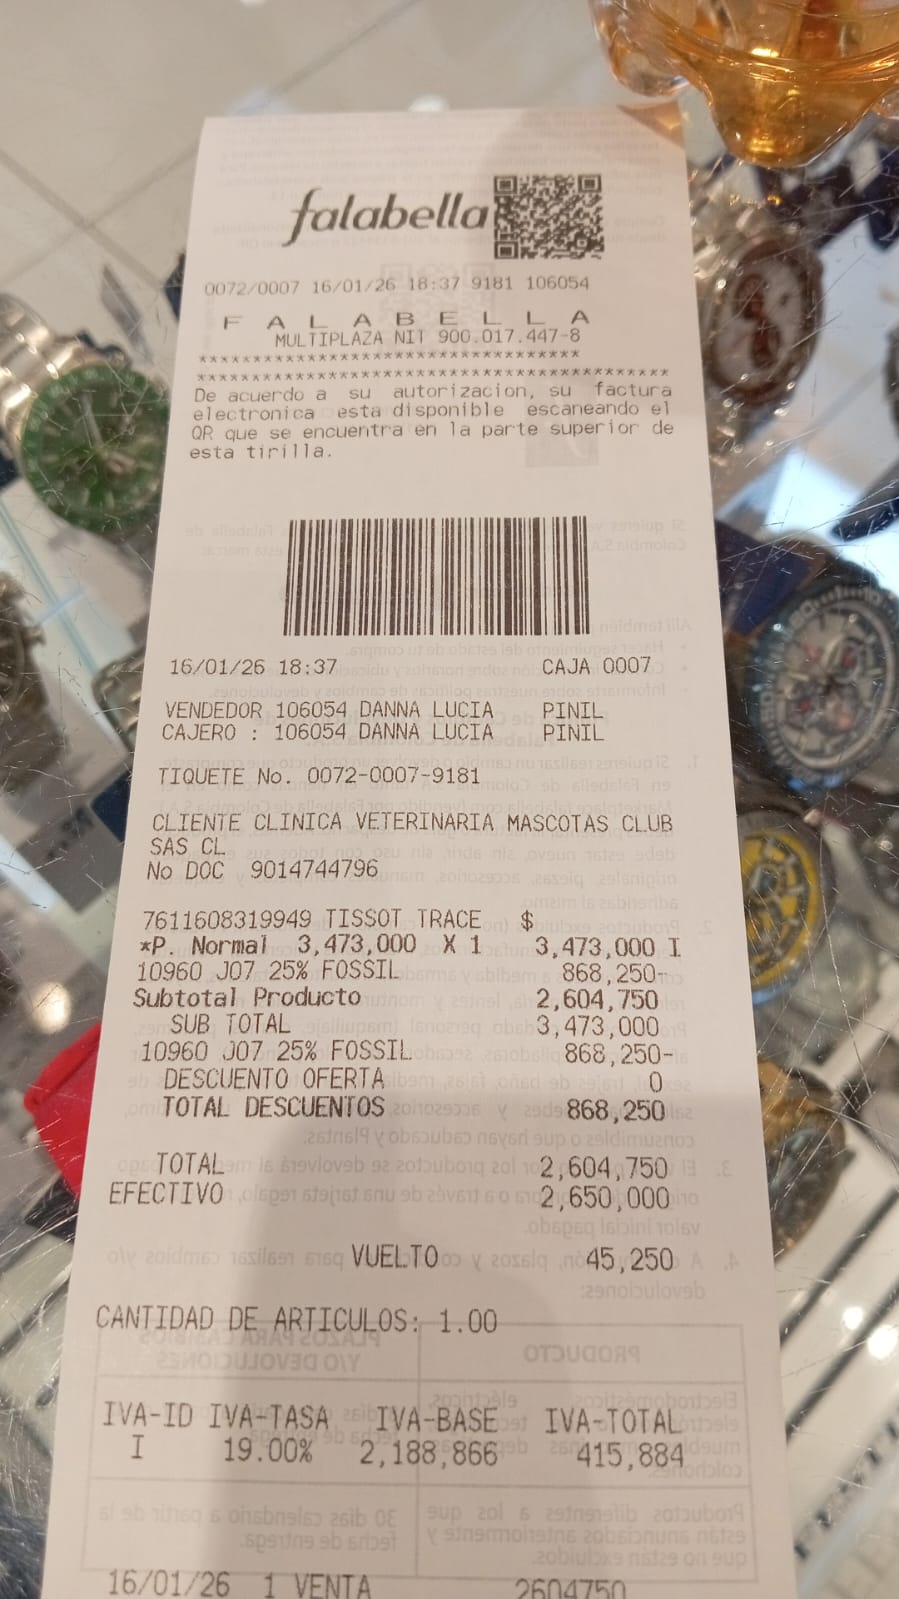 falabella
0072/0007 16/01/26 18:37 9181 106054
F A L A B E L L A
MULTIPLAZA NIT 900.017.447-8
***********************************
*******************************************
De acuerdo a su autorizacion, su factura
electronica esta disponible escaneando el
QR que se encuentra en la parte superior de
esta tirilla.
16/01/26 18:37 CAJA 0007
VENDEDOR 106054 DANNA LUCIA PINIL
CAJERO : 106054 DANNA LUCIA PINIL
TIQUETE No. 0072-0007-9181
CLIENTE CLINICA VETERINARIA MASCOTAS CLUB
SAS CL
No DOC 9014744796
7611608319949 TISSOT TRACE $
*P. Normal 3,473,000 X 1 3,473,000 I
10960 J07 25% FOSSIL 868,250-
Subtotal Producto 2,604,750
SUB TOTAL 3,473,000
10960 J07 25% FOSSIL 868,250-
DESCUENTO OFERTA 0
TOTAL DESCUENTOS 868,250
TOTAL 2,604,750
EFECTIVO 2,650,000
VUELTO 45,250
CANTIDAD DE ARTICULOS: 1.00
IVA-ID IVA-TASA IVA-BASE IVA-TOTAL
I 19.00% 2,188,866 415,884
16/01/26 1 VENTA 2604750